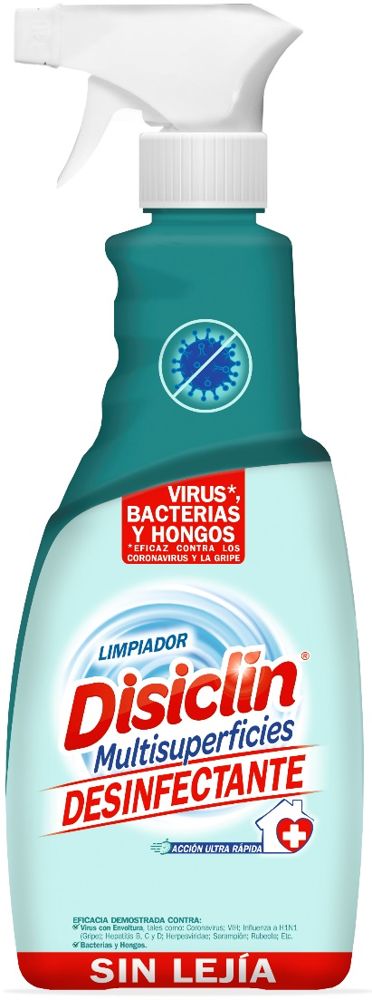 VIRUS*,
BACTERIAS
Y HONGOS
*EFICAZ CONTRA LOS
CORONAVIRUS Y LA GRIPE
LIMPIADOR
Disiclín®
Multisuperficies
DESINFECTANTE
ACCIÓN ULTRA RÁPIDA
EFICACIA DEMOSTRADA CONTRA:
Virus con Envoltura, tales como: Coronavirus; VIH; Influenza a H1N1
(Gripe); Hepatitis B, C y D; Herpesviridae; Sarampión; Rubeola; Etc.
Bacterias y Hongos.
SIN LEJÍA